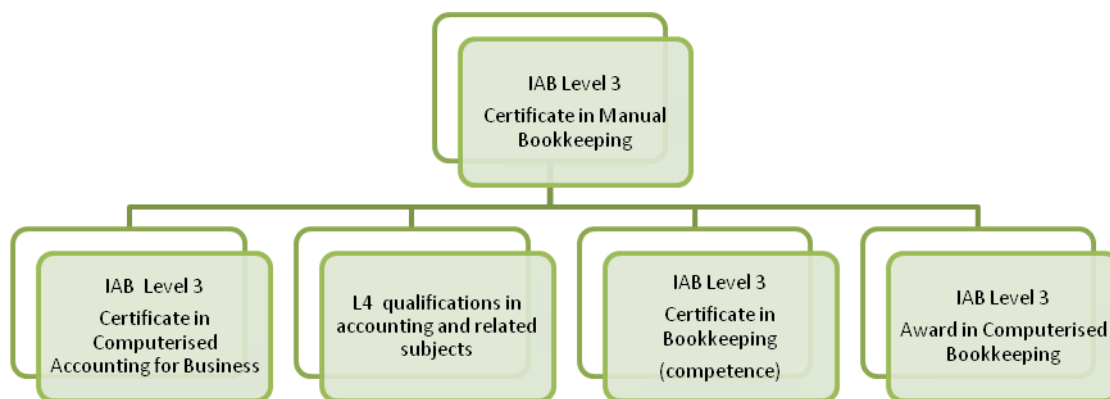 IAB Level 3
Certificate in Manual
Bookkeeping
IAB Level 3
Certificate in
Computerised
Accounting for Business
L4 qualifications in
accounting and related
subjects
IAB Level 3
Certificate in
Bookkeeping
(competence)
IAB Level 3
Award in Computerised
Bookkeeping